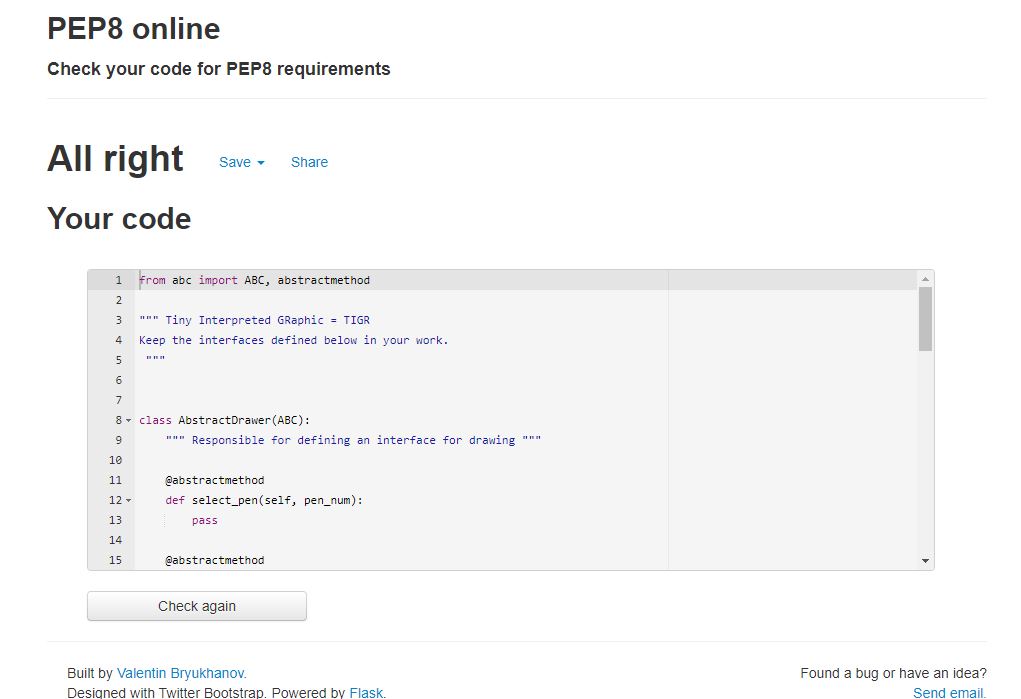 PEP8 online
Check your code for PEP8 requirements
All right Save Share
Your code
1 from abc import ABC, abstractmethod
2
3 """ Tiny Interpreted GRaphic = TIGR
4 Keep the interfaces defined below in your work.
5 """
6
7
8 class AbstractDrawer(ABC):
9 """ Responsible for defining an interface for drawing """
10
11 @abstractmethod
12 def select_pen(self, pen_num):
13 pass
14
15 @abstractmethod
Check again
Built by Valentin Bryukhanov. Found a bug or have an idea?
Designed with Twitter Bootstrap. Powered by Flask. Send email.